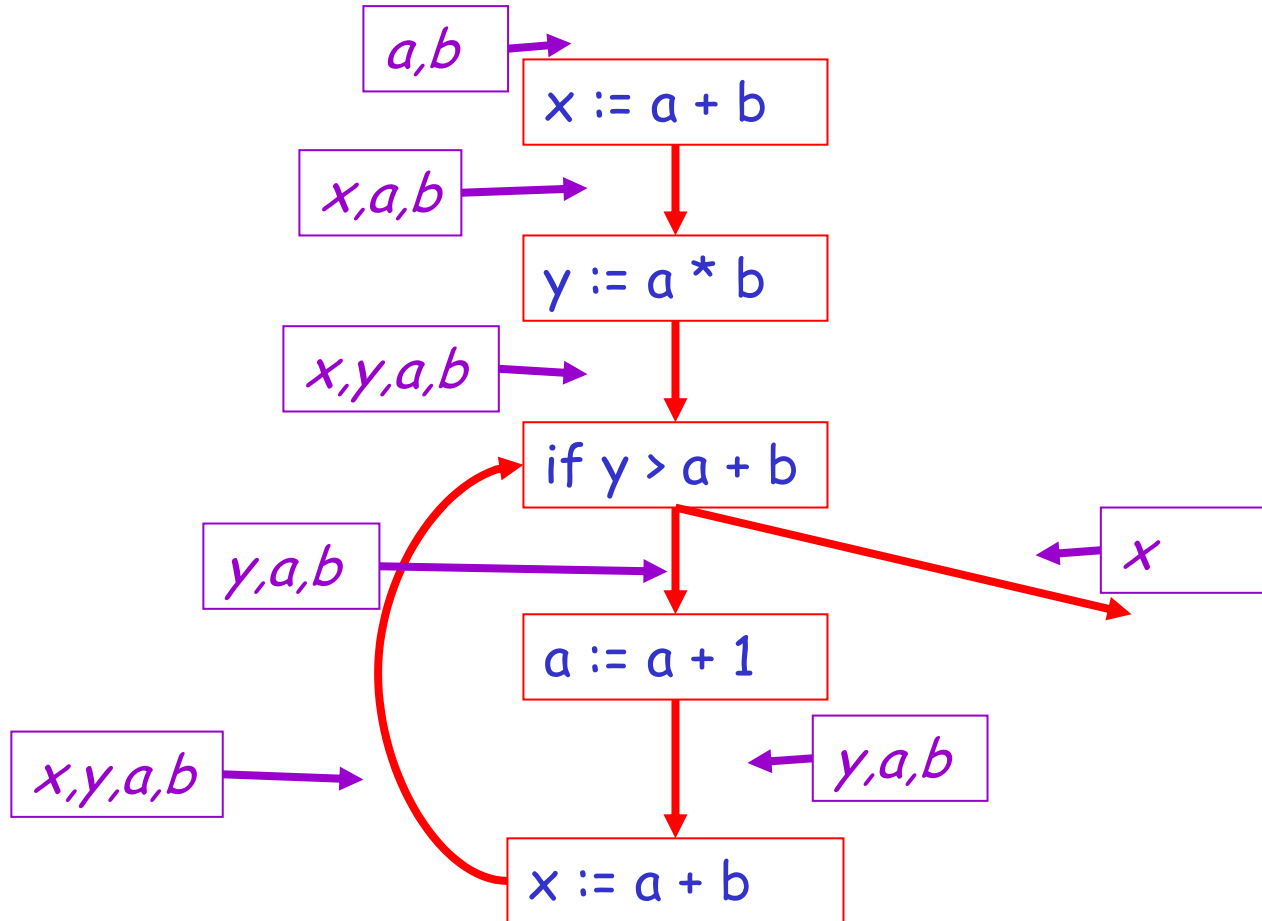 a,b
x := a + b
x,a,b
y := a * b
x,y,a,b
if y > a + b
x
y,a,b
a := a + 1
y,a,b
x,y,a,b
x := a + b